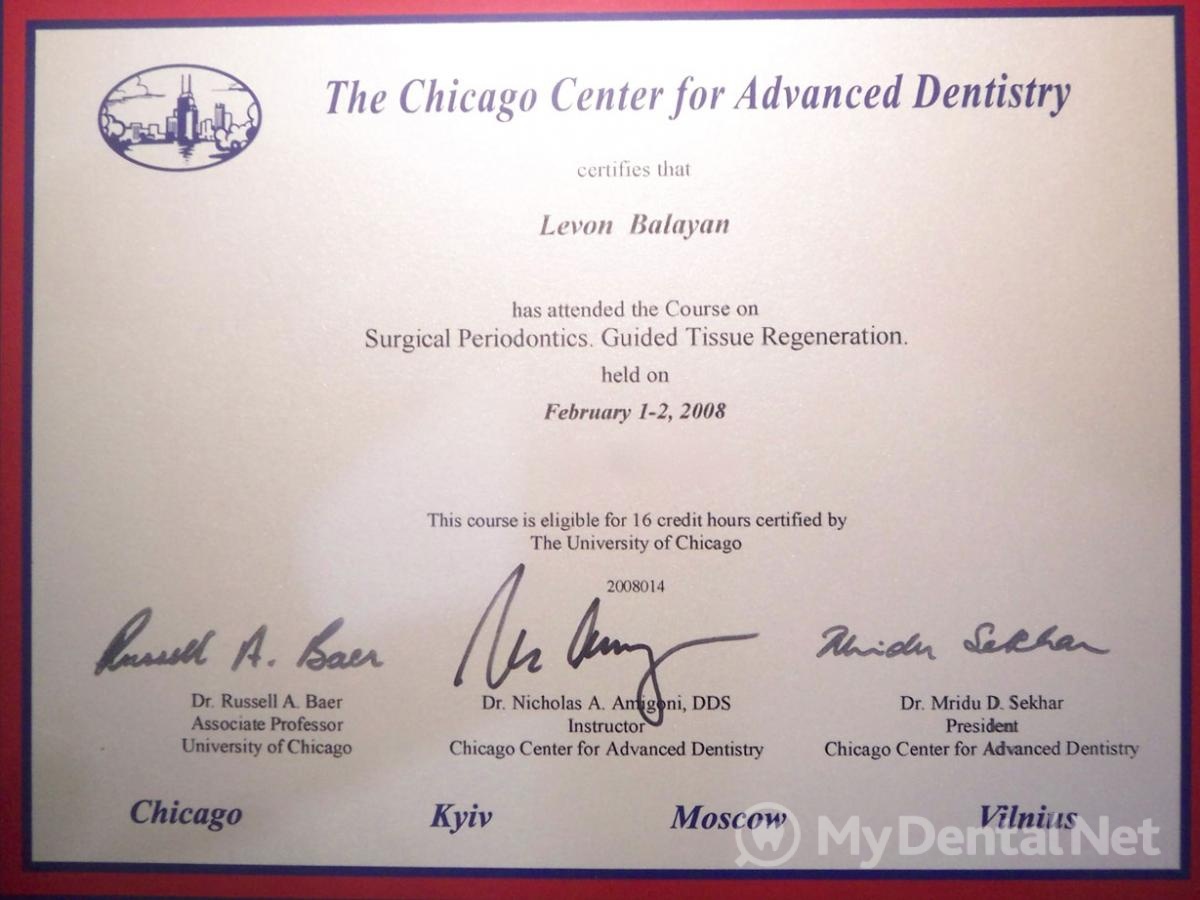 The Chicago Center for Advanced Dentistry
certifies that
Levon Balayan
has attended the Course on
Surgical Periodontics. Guided Tissue Regeneration.
held on
February 1-2, 2008
This course is eligible for 16 credit hours certified by
The University of Chicago
2008014
Russell A. Baer
Mridu Sekhar
Dr. Russell A. Baer
Associate Professor
University of Chicago
Dr. Nicholas A. Amigoni, DDS
Instructor
Chicago Center for Advanced Dentistry
Dr. Mridu D. Sekhar
President
Chicago Center for Advanced Dentistry
Chicago Kyiv Moscow Vilnius
MyDentalNet